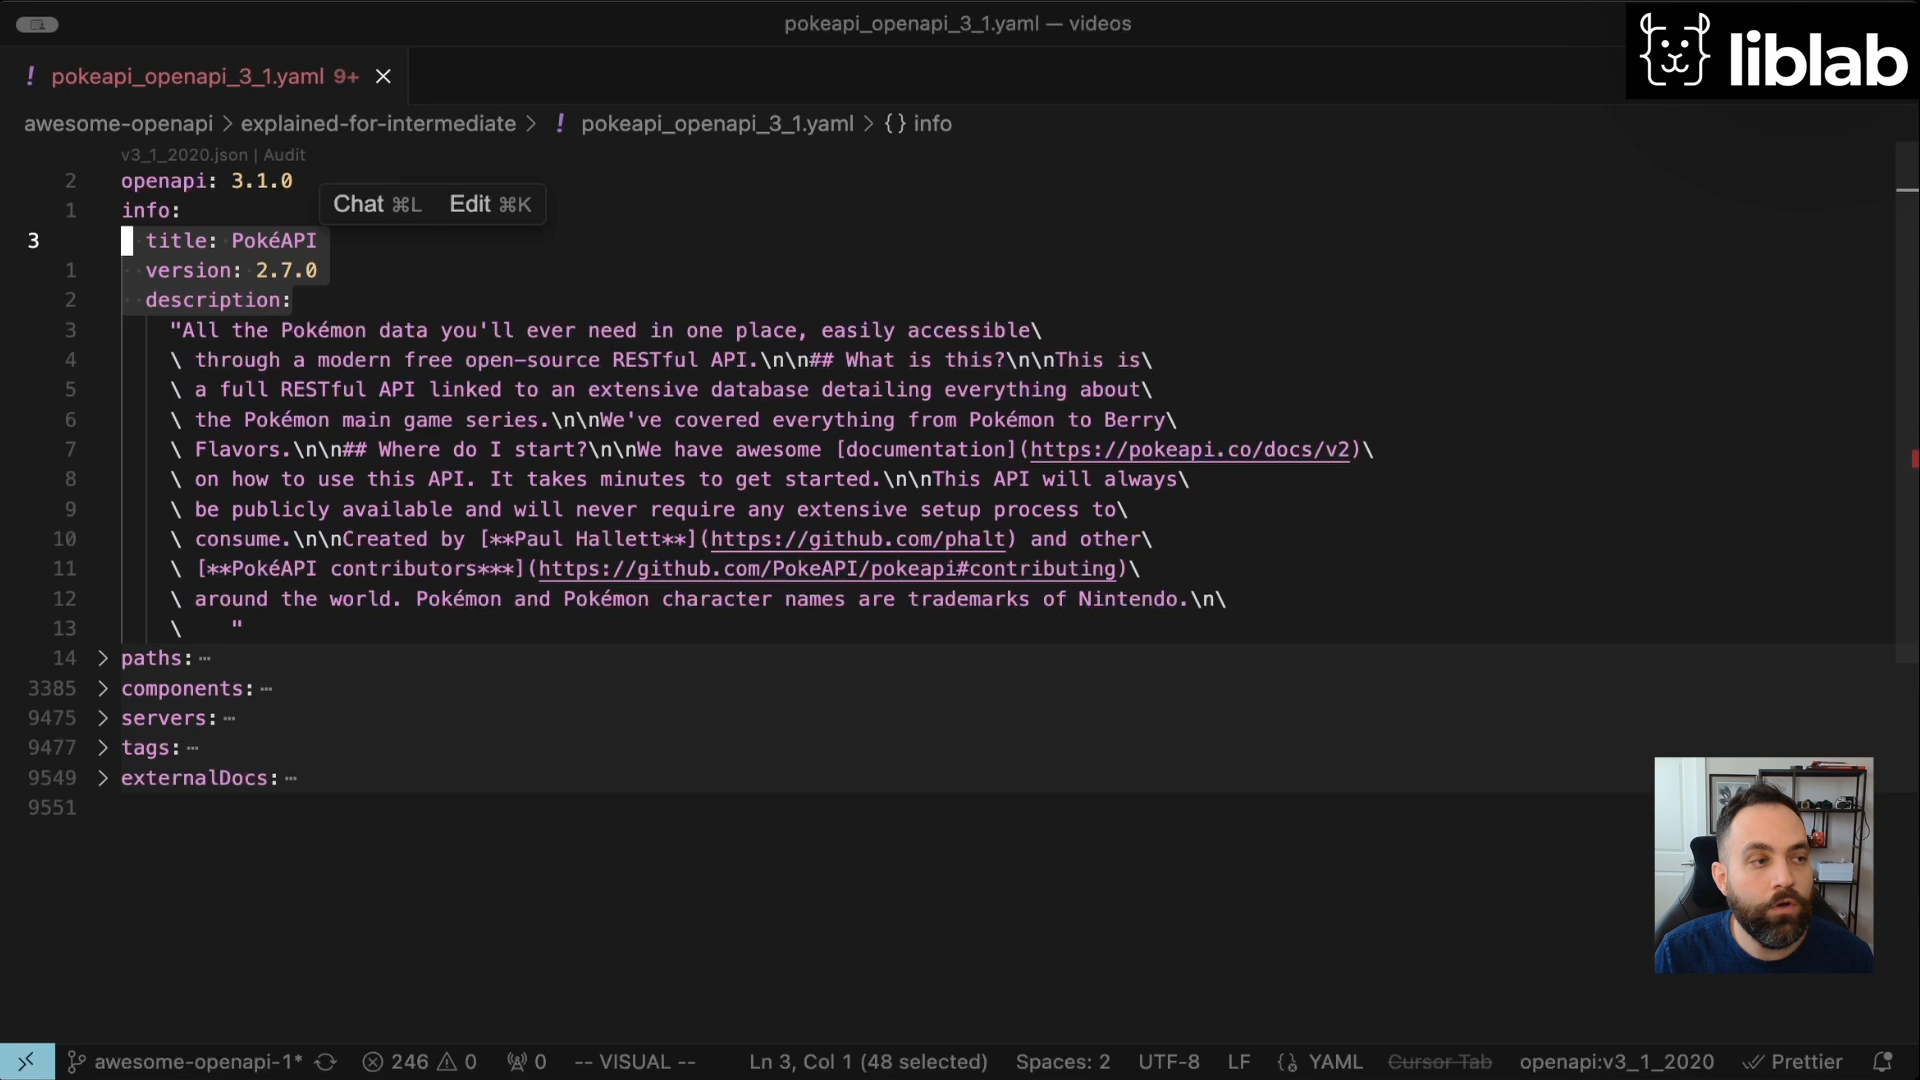 pokeapi_openapi_3_1.yaml — videos
liblab
! pokeapi_openapi_3_1.yaml 9+
awesome-openapi > explained-for-intermediate > ! pokeapi_openapi_3_1.yaml > {} info
v3_1_2020.json | Audit
2 openapi: 3.1.0
Chat ⌘L Edit ⌘K
1 info:
3 title: PokéAPI
1 version: 2.7.0
2 description:
3 "All the Pokémon data you'll ever need in one place, easily accessible\
4 \ through a modern free open-source RESTful API.\n\n## What is this?\n\nThis is\
5 \ a full RESTful API linked to an extensive database detailing everything about\
6 \ the Pokémon main game series.\n\nWe've covered everything from Pokémon to Berry\
7 \ Flavors.\n\n## Where do I start?\n\nWe have awesome [documentation](https://pokeapi.co/docs/v2)\
8 \ on how to use this API. It takes minutes to get started.\n\nThis API will always\
9 \ be publicly available and will never require any extensive setup process to\
10 \ consume.\n\nCreated by [**Paul Hallett**](https://github.com/phalt) and other\
11 \ [**PokéAPI contributors***](https://github.com/PokeAPI/pokeapi#contributing)\
12 \ around the world. Pokémon and Pokémon character names are trademarks of Nintendo.\n\
13 \ "
14 > paths: ⋯
3385 > components: ⋯
9475 > servers: ⋯
9477 > tags: ⋯
9549 > externalDocs: ⋯
9551
awesome-openapi-1* 246 0 0 -- VISUAL -- Ln 3, Col 1 (48 selected) Spaces: 2 UTF-8 LF YAML Cursor Tab openapi:v3_1_2020 Prettier